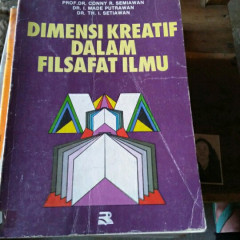 PROF. DR. CONNY R. SEMIAWAN
DR. I. MADE PUTRAWAN
DR. TH. I. SETIAWAN
DIMENSI KREATIF
DALAM
FILSAFAT ILMU